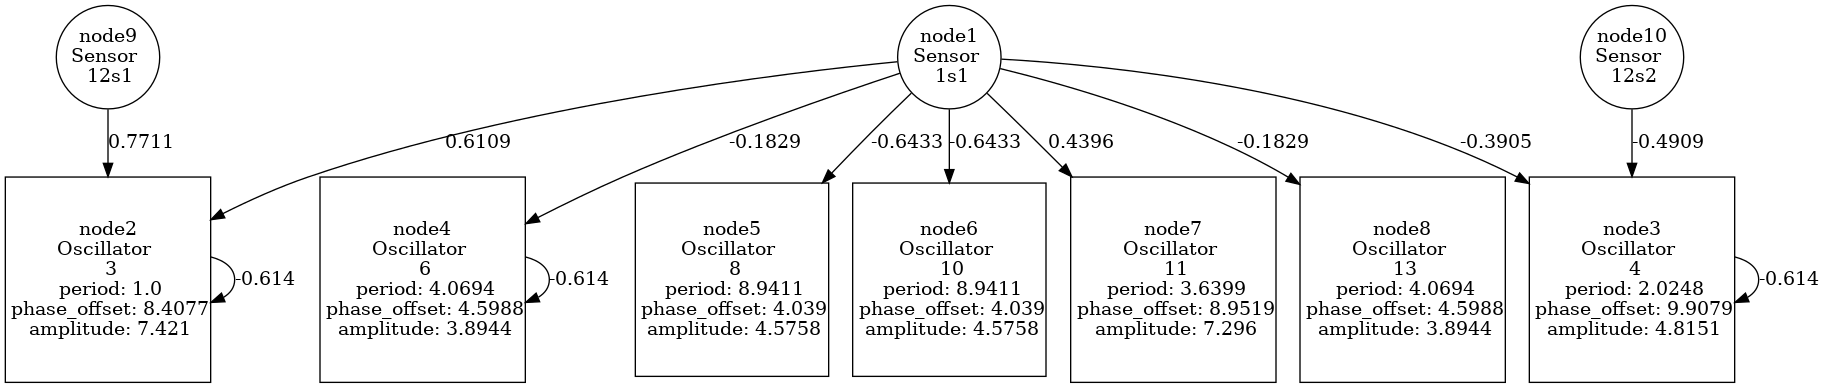 node9
Sensor
12s1
node1
Sensor
1s1
node10
Sensor
12s2
0.7711
0.6109
-0.1829
-0.6433
-0.6433
0.4396
-0.1829
-0.3905
-0.4909
node2
Oscillator
3
period: 1.0
phase_offset: 8.4077
amplitude: 7.421
-0.614
node4
Oscillator
6
period: 4.0694
phase_offset: 4.5988
amplitude: 3.8944
-0.614
node5
Oscillator
8
period: 8.9411
phase_offset: 4.039
amplitude: 4.5758
node6
Oscillator
10
period: 8.9411
phase_offset: 4.039
amplitude: 4.5758
node7
Oscillator
11
period: 3.6399
phase_offset: 8.9519
amplitude: 7.296
node8
Oscillator
13
period: 4.0694
phase_offset: 4.5988
amplitude: 3.8944
node3
Oscillator
4
period: 2.0248
phase_offset: 9.9079
amplitude: 4.8151
-0.614